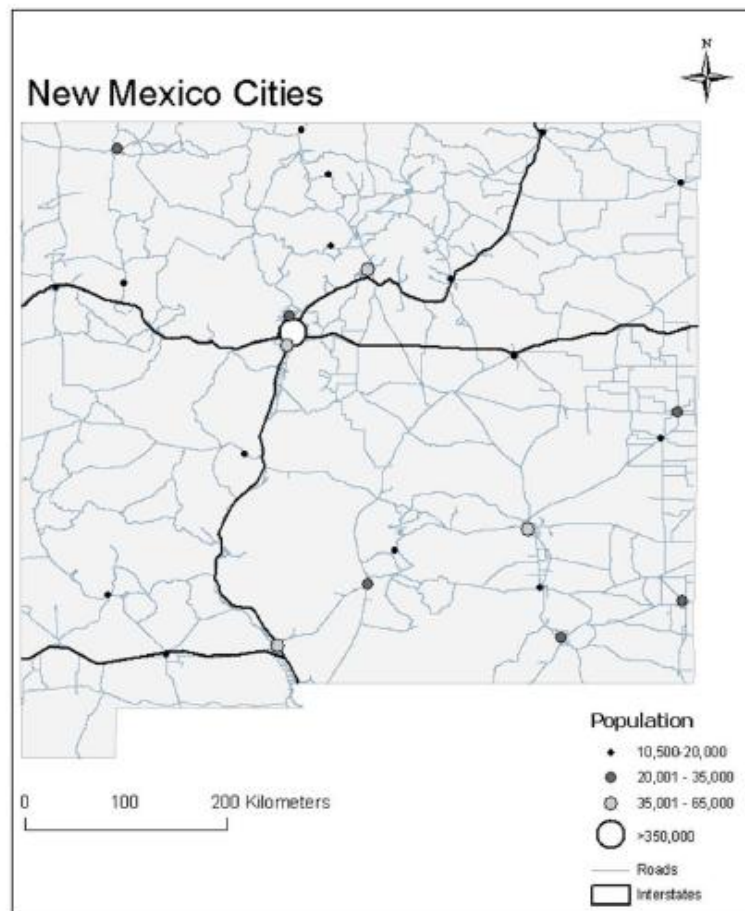 N
New Mexico Cities
Population
10,500-20,000
20,001 - 35,000
35,001 - 65,000
>350,000
Roads
Interstates
0 100 200 Kilometers